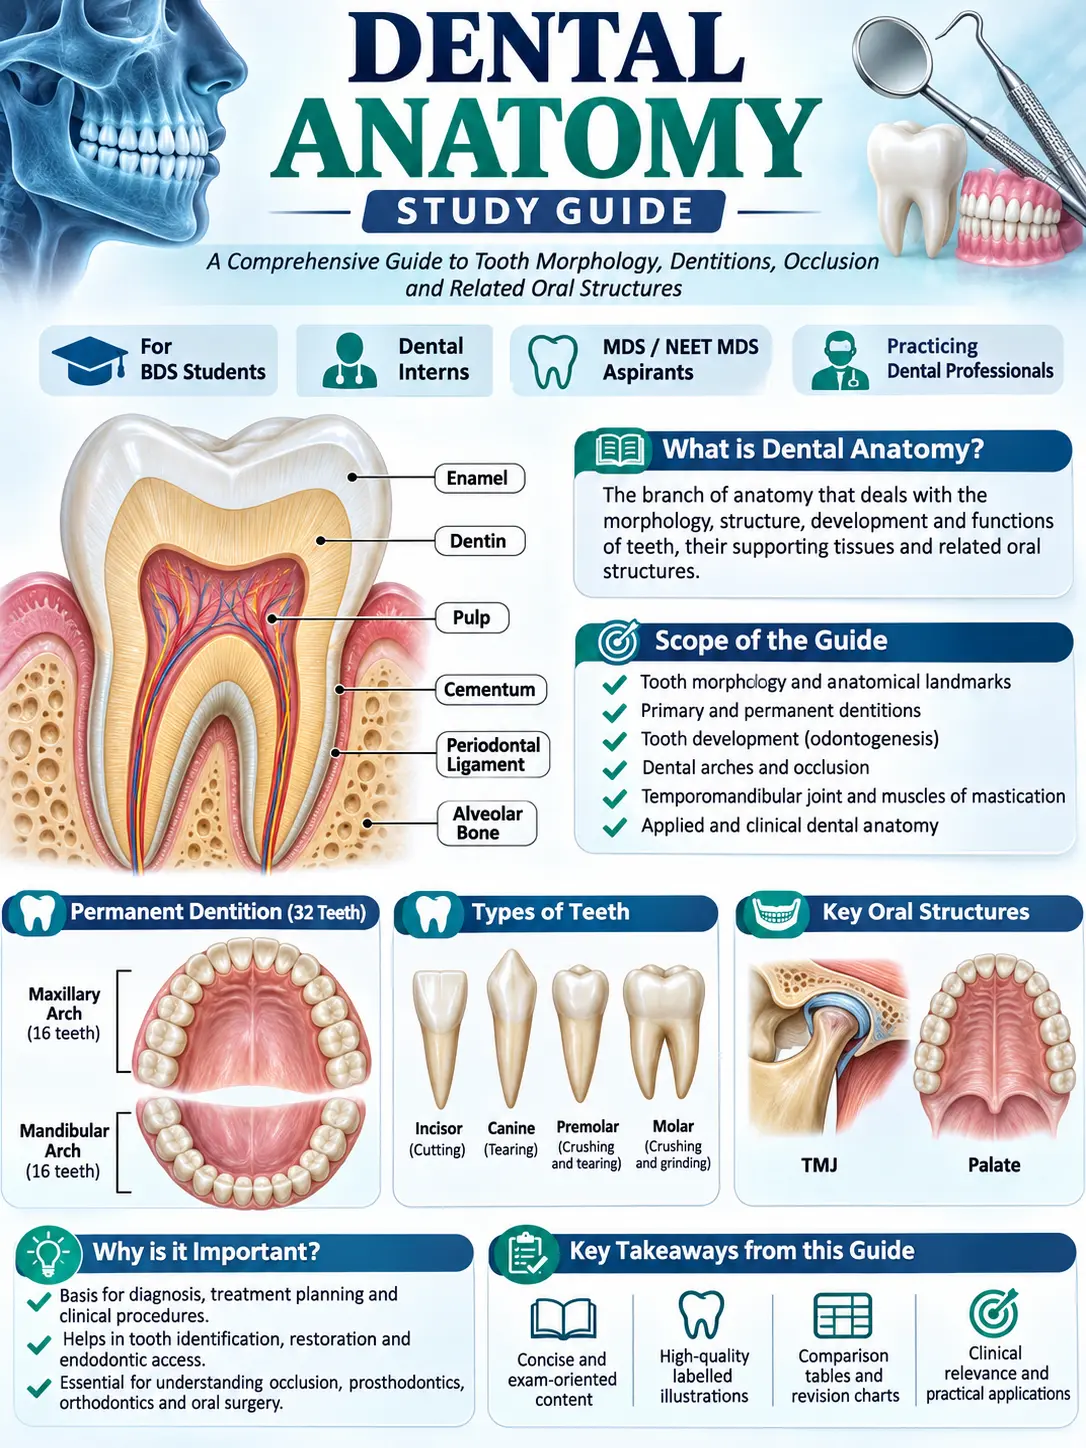 DENTAL
ANATOMY
STUDY GUIDE
A Comprehensive Guide to Tooth Morphology, Dentitions, Occlusion
and Related Oral Structures
For
BDS Students
Dental
Interns
MDS / NEET MDS
Aspirants
Practicing
Dental Professionals
Enamel
Dentin
Pulp
Cementum
Periodontal
Ligament
Alveolar
Bone
What is Dental Anatomy?
The branch of anatomy that deals with the
morphology, structure, development and functions
of teeth, their supporting tissues and related oral
structures.
Scope of the Guide
Tooth morphology and anatomical landmarks
Primary and permanent dentitions
Tooth development (odontogenesis)
Dental arches and occlusion
Temporomandibular joint and muscles of mastication
Applied and clinical dental anatomy
Permanent Dentition (32 Teeth)
Maxillary
Arch
(16 teeth)
Mandibular
Arch
(16 teeth)
Types of Teeth
Incisor
(Cutting)
Canine
(Tearing)
Premolar
(Crushing
and tearing)
Molar
(Crushing
and grinding)
Key Oral Structures
TMJ
Palate
Why is it Important?
Basis for diagnosis, treatment planning and
clinical procedures.
Helps in tooth identification, restoration and
endodontic access.
Essential for understanding occlusion, prosthodontics,
orthodontics and oral surgery.
Key Takeaways from this Guide
Concise and
exam-oriented
content
High-quality
labelled
illustrations
Comparison
tables and
revision charts
Clinical
relevance and
practical applications